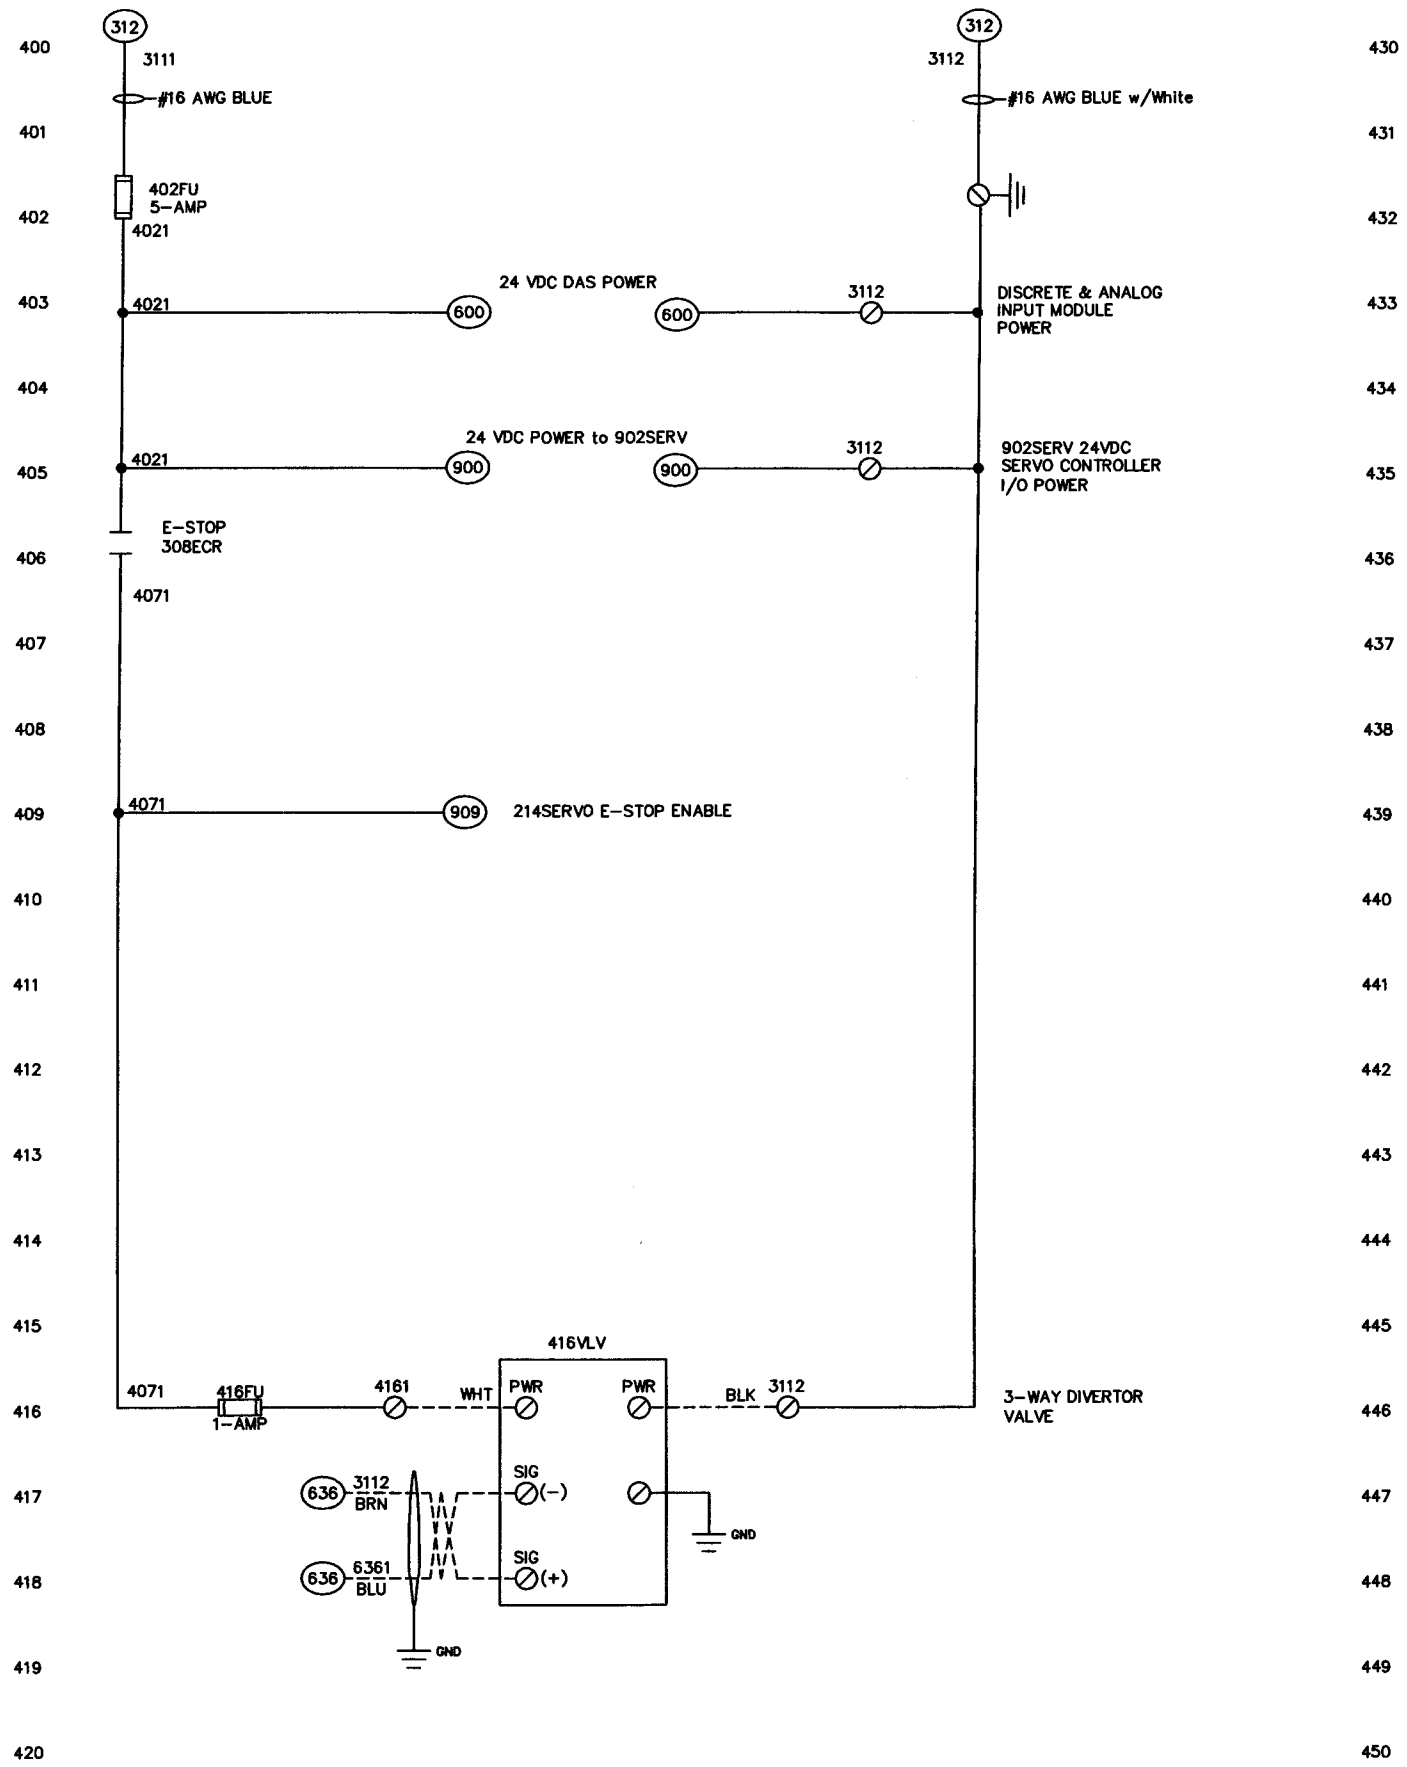 312
312
400
3111
3112
430
#16 AWG BLUE
#16 AWG BLUE w/White
401
431
402FU
5-AMP
402
432
4021
24 VDC DAS POWER
403
4021
600
600
3112
DISCRETE & ANALOG
INPUT MODULE
POWER
433
404
434
24 VDC POWER to 902SERV
405
4021
900
900
3112
902SERV 24VDC
SERVO CONTROLLER
I/O POWER
435
E-STOP
308ECR
406
436
4071
407
437
408
438
409
4071
909
214SERVO E-STOP ENABLE
439
410
440
411
441
412
442
413
443
414
444
415
445
416VLV
416
4071
416FU
1-AMP
4161
WHT
PWR
PWR
BLK
3112
3-WAY DIVERTOR
VALVE
446
417
636
3112
BRN
SIG
(-)
GND
447
418
636
6361
BLU
SIG
(+)
448
GND
419
449
420
450